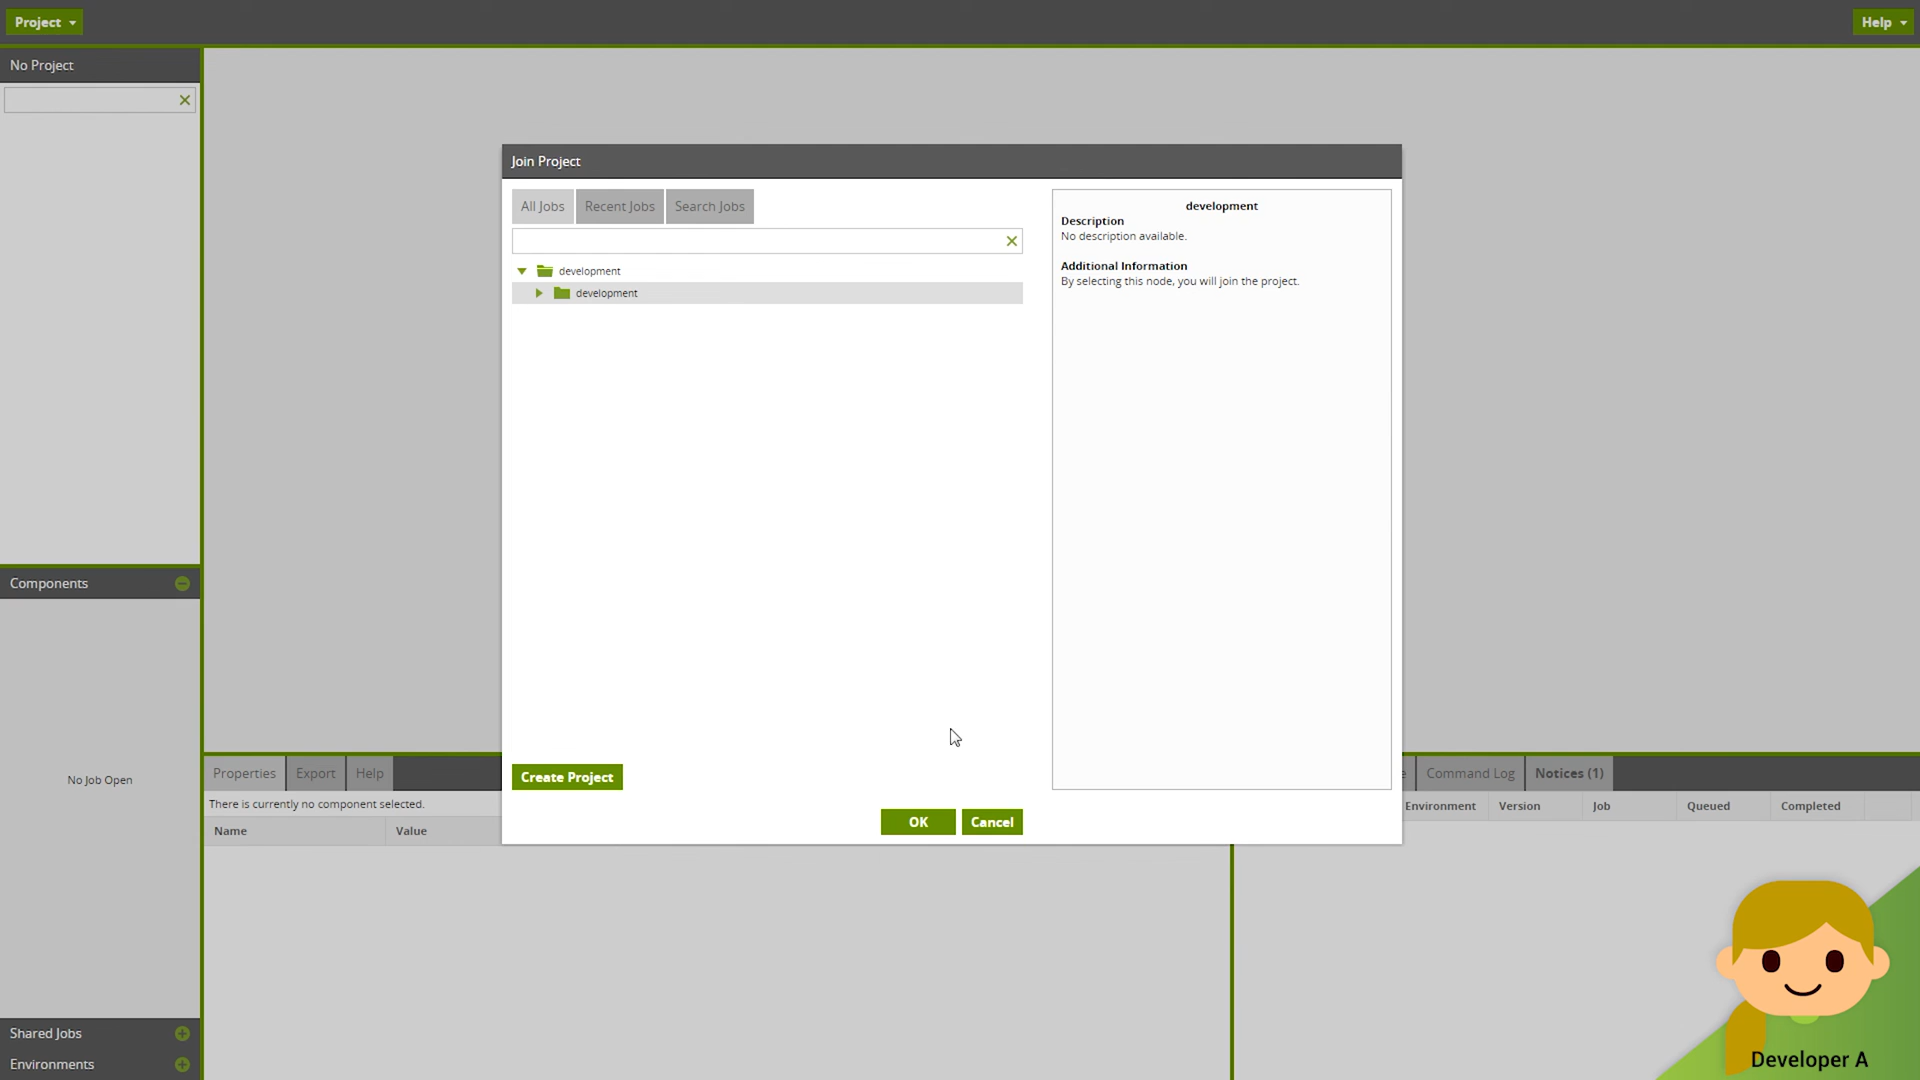 Project
Help
No Project
Join Project
All Jobs
Recent Jobs
Search Jobs
development
development
development
Description
No description available.
Additional Information
By selecting this node, you will join the project.
Create Project
OK
Cancel
Components
No Job Open
Properties
Export
Help
There is currently no component selected.
Name
Value
Command Log
Notices (1)
Environment
Version
Job
Queued
Completed
Shared Jobs
Environments
Developer A